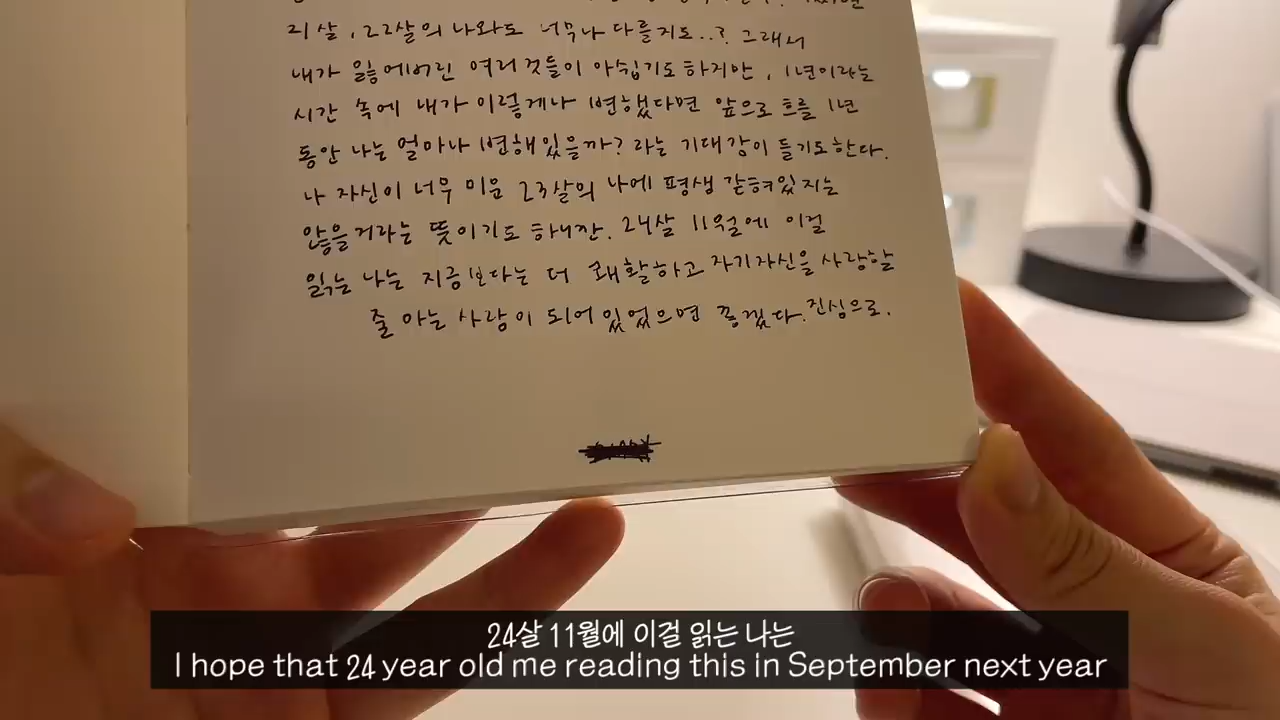 21살, 22살의 나와도 너무나 다를지도..? 그래서
내가 잃어버린 여러것들이 아쉽기도하지만, 1년이라는
시간 속에 내가 이렇게나 변했다면 앞으로 흐를 1년
동안 나는 얼마나 변해있을까? 라는 기대감이 들기도한다.
나 자신이 너무 미운 23살의 나에 평생 갇혀있지는
않을거라는 뜻이기도 하니깐. 24살 11월에 이걸
읽는 나는 지금보다는 더 쾌활하고 자기자신을 사랑할
줄 아는 사람이 되어있었으면 좋겠다. 진심으로.
24살 11월에 이걸 읽는 나는
I hope that 24 year old me reading this in September next year